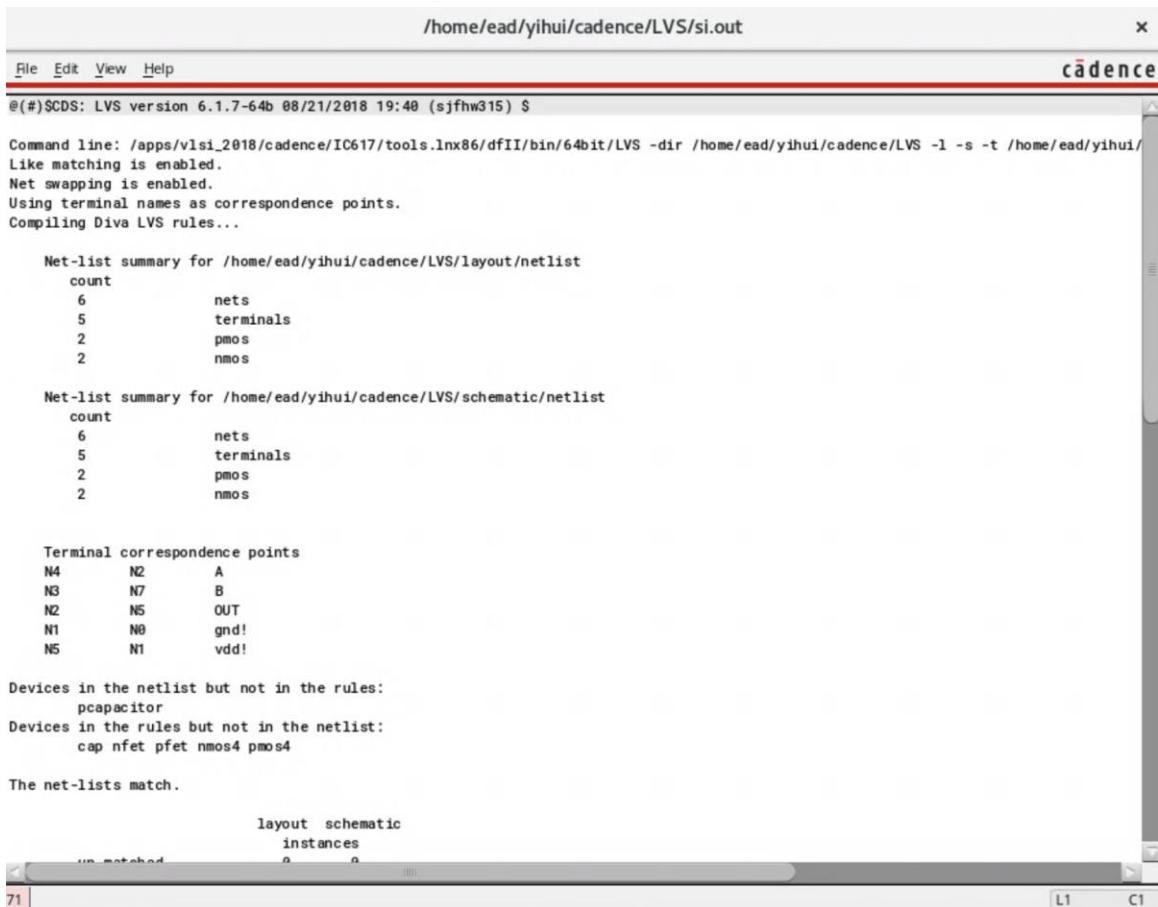 /home/ead/yihui/cadence/LVS/si.out ×
File Edit View Help cādence
@(#)$CDS: LVS version 6.1.7-64b 08/21/2018 19:40 (sjfhw315) $
Command line: /apps/vlsi_2018/cadence/IC617/tools.lnx86/dfII/bin/64bit/LVS -dir /home/ead/yihui/cadence/LVS -l -s -t /home/ead/yihui/
Like matching is enabled.
Net swapping is enabled.
Using terminal names as correspondence points.
Compiling Diva LVS rules...
Net-list summary for /home/ead/yihui/cadence/LVS/layout/netlist
count
6 nets
5 terminals
2 pmos
2 nmos
Net-list summary for /home/ead/yihui/cadence/LVS/schematic/netlist
count
6 nets
5 terminals
2 pmos
2 nmos
Terminal correspondence points
N4 N2 A
N3 N7 B
N2 N5 OUT
N1 N0 gnd!
N5 N1 vdd!
Devices in the netlist but not in the rules:
pcapacitor
Devices in the rules but not in the netlist:
cap nfet pfet nmos4 pmos4
The net-lists match.
layout schematic
instances
un-matched 0 0
71 L1 C1